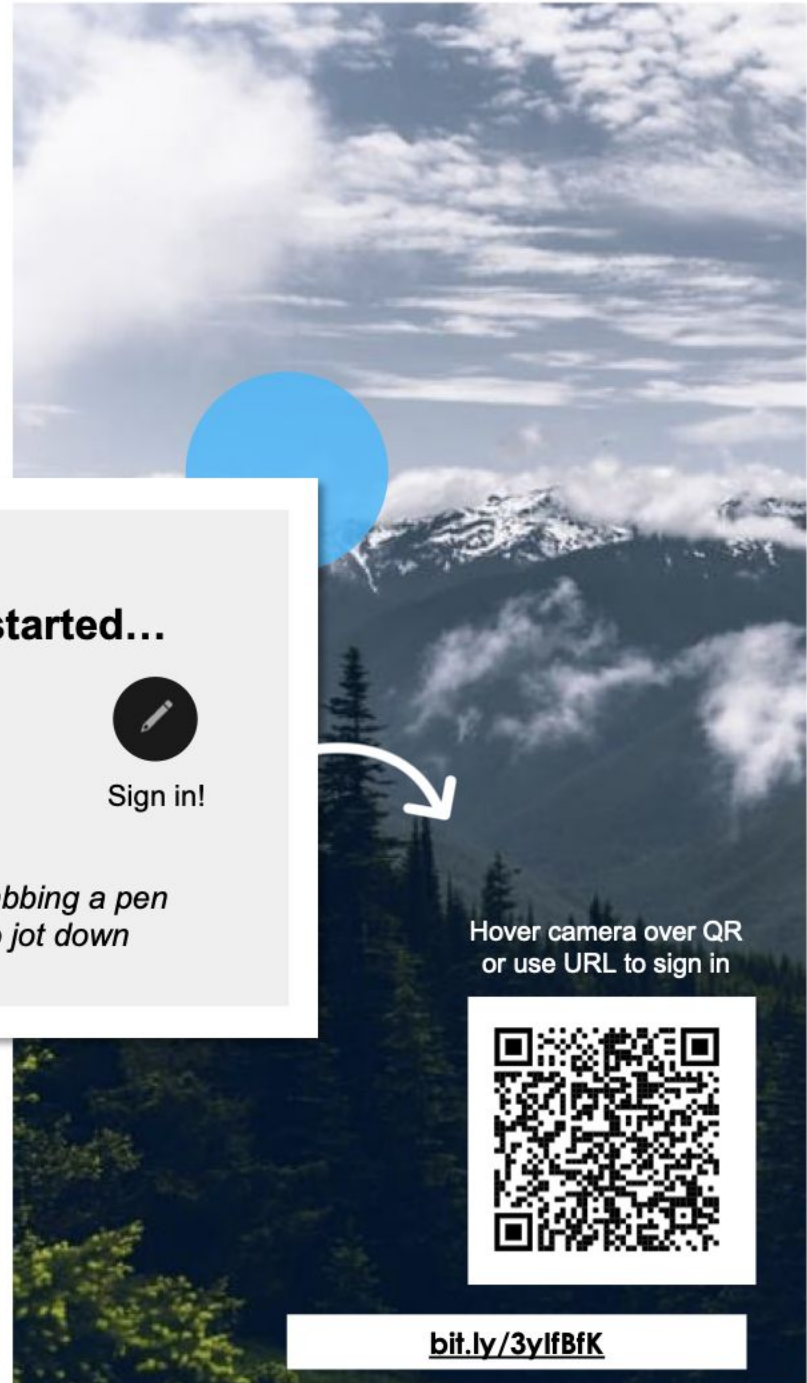 started...
Sign in!
a pen
jot down
Hover camera over QR
or use URL to sign in
bit.ly/3ylfBfK